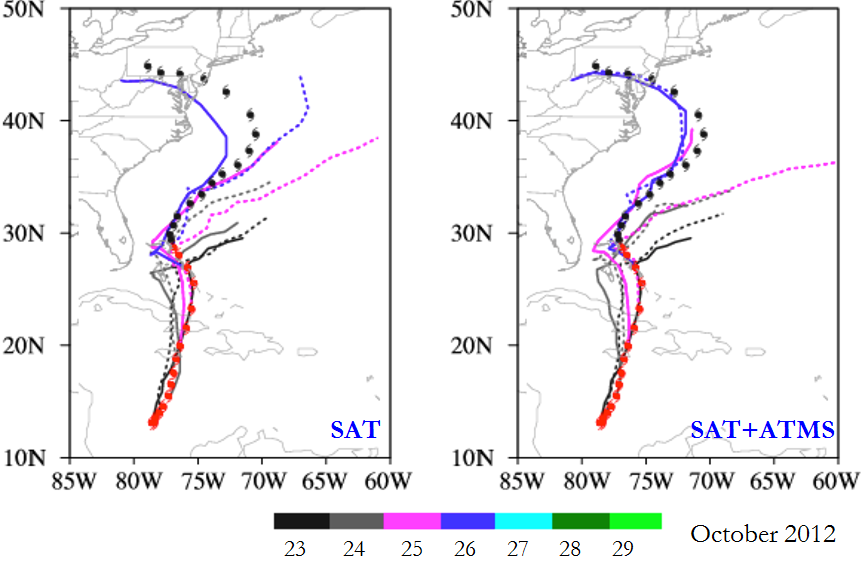 50N
40N
30N
20N
10N
85W 80W 75W 70W 65W 60W
SAT
50N
40N
30N
20N
10N
85W 80W 75W 70W 65W 60W
SAT+ATMS
23 24 25 26 27 28 29
October 2012